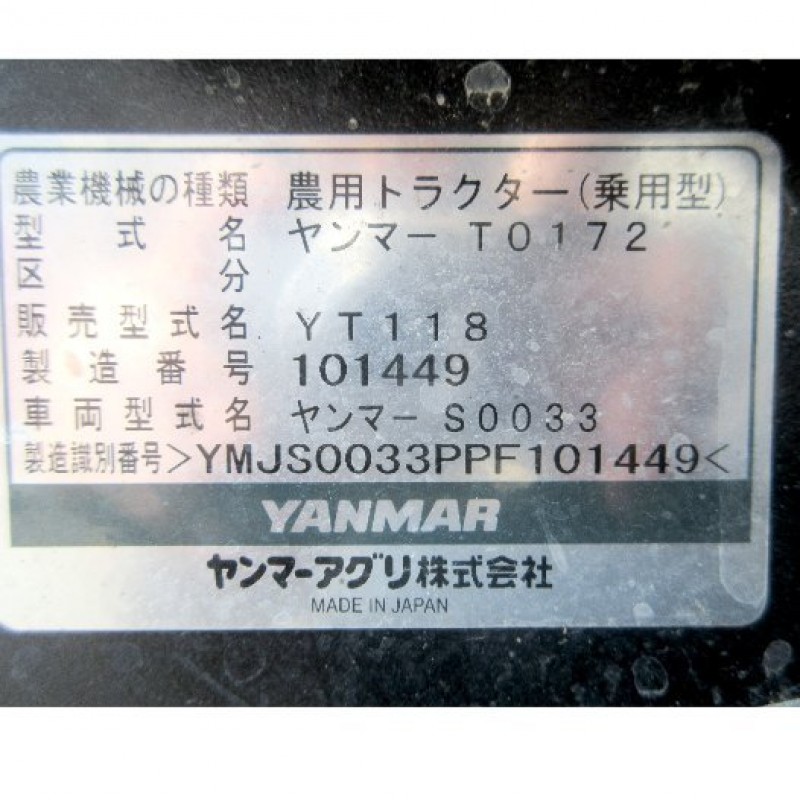 農業機械の種類 農用トラクター(乗用型)
型式名 ヤンマー TO172
区分
販売型式名 YT118
製造番号 101449
車両型式名 ヤンマー S0033
製造識別番号>YMJS0033PPF101449<
YANMAR
ヤンマーアグリ株式会社
MADE IN JAPAN